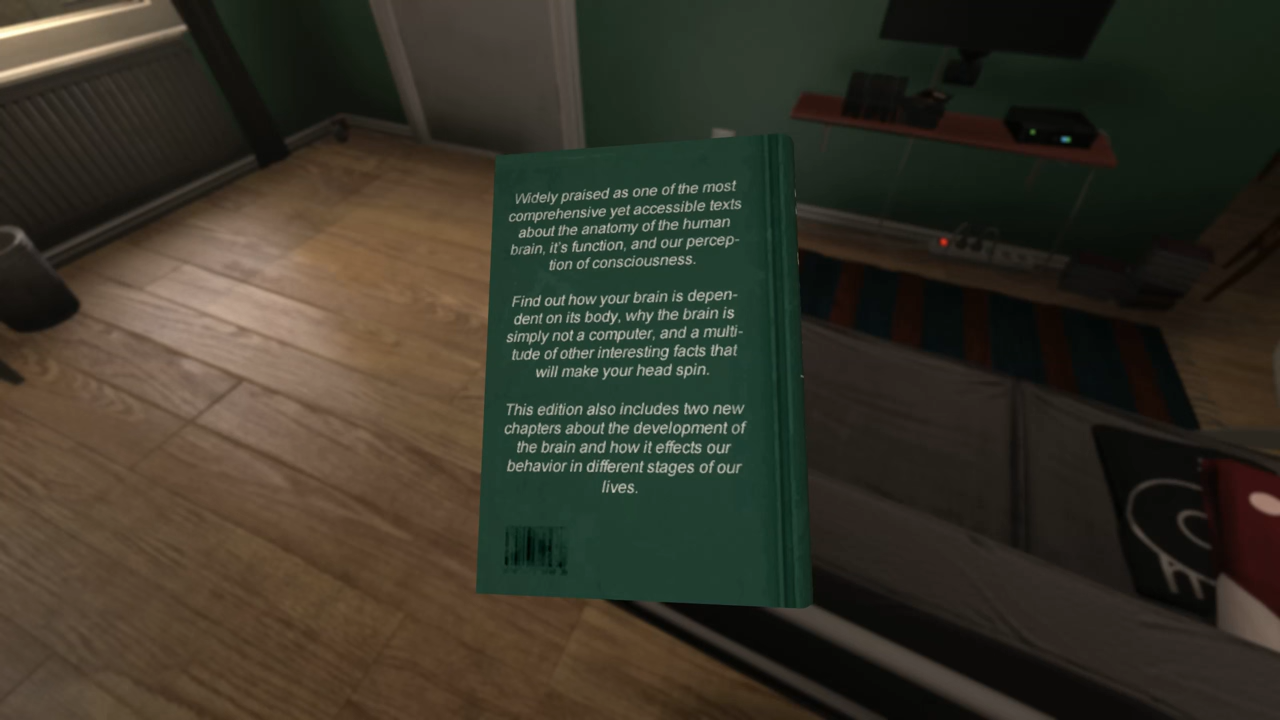 Widely praised as one of the most
comprehensive yet accessible texts
about the anatomy of the human
brain, it's function, and our percep-
tion of consciousness.
Find out how your brain is depen-
dent on its body, why the brain is
simply not a computer, and a multi-
tude of other interesting facts that
will make your head spin.
This edition also includes two new
chapters about the development of
the brain and how it effects our
behavior in different stages of our
lives.